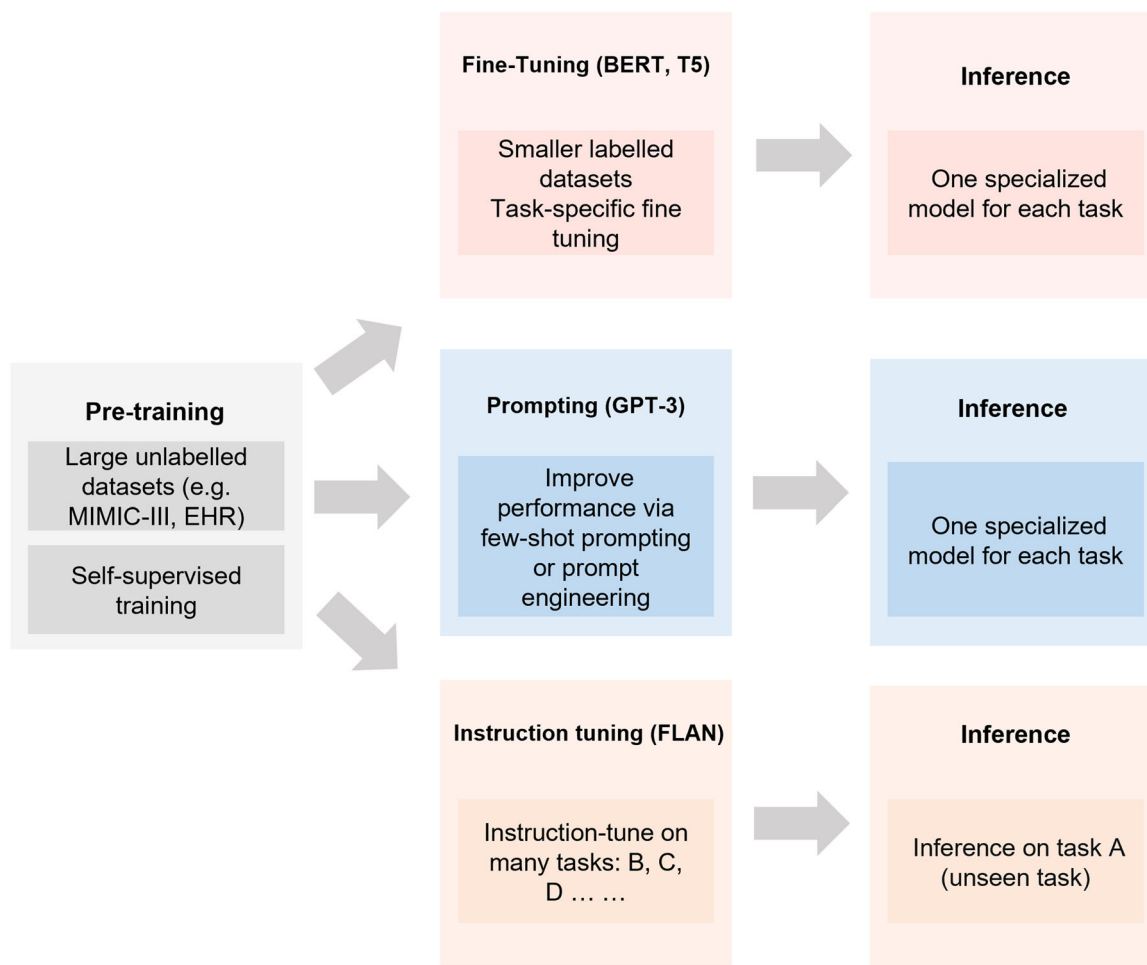 Fine-Tuning (BERT, T5)
Smaller labelled
datasets
Task-specific fine
tuning
Inference
One specialized
model for each task
Pre-training
Large unlabelled
datasets (e.g.
MIMIC-III, EHR)
Self-supervised
training
Prompting (GPT-3)
Improve
performance via
few-shot prompting
or prompt
engineering
Inference
One specialized
model for each task
Instruction tuning (FLAN)
Instruction-tune on
many tasks: B, C,
D … …
Inference
Inference on task A
(unseen task)